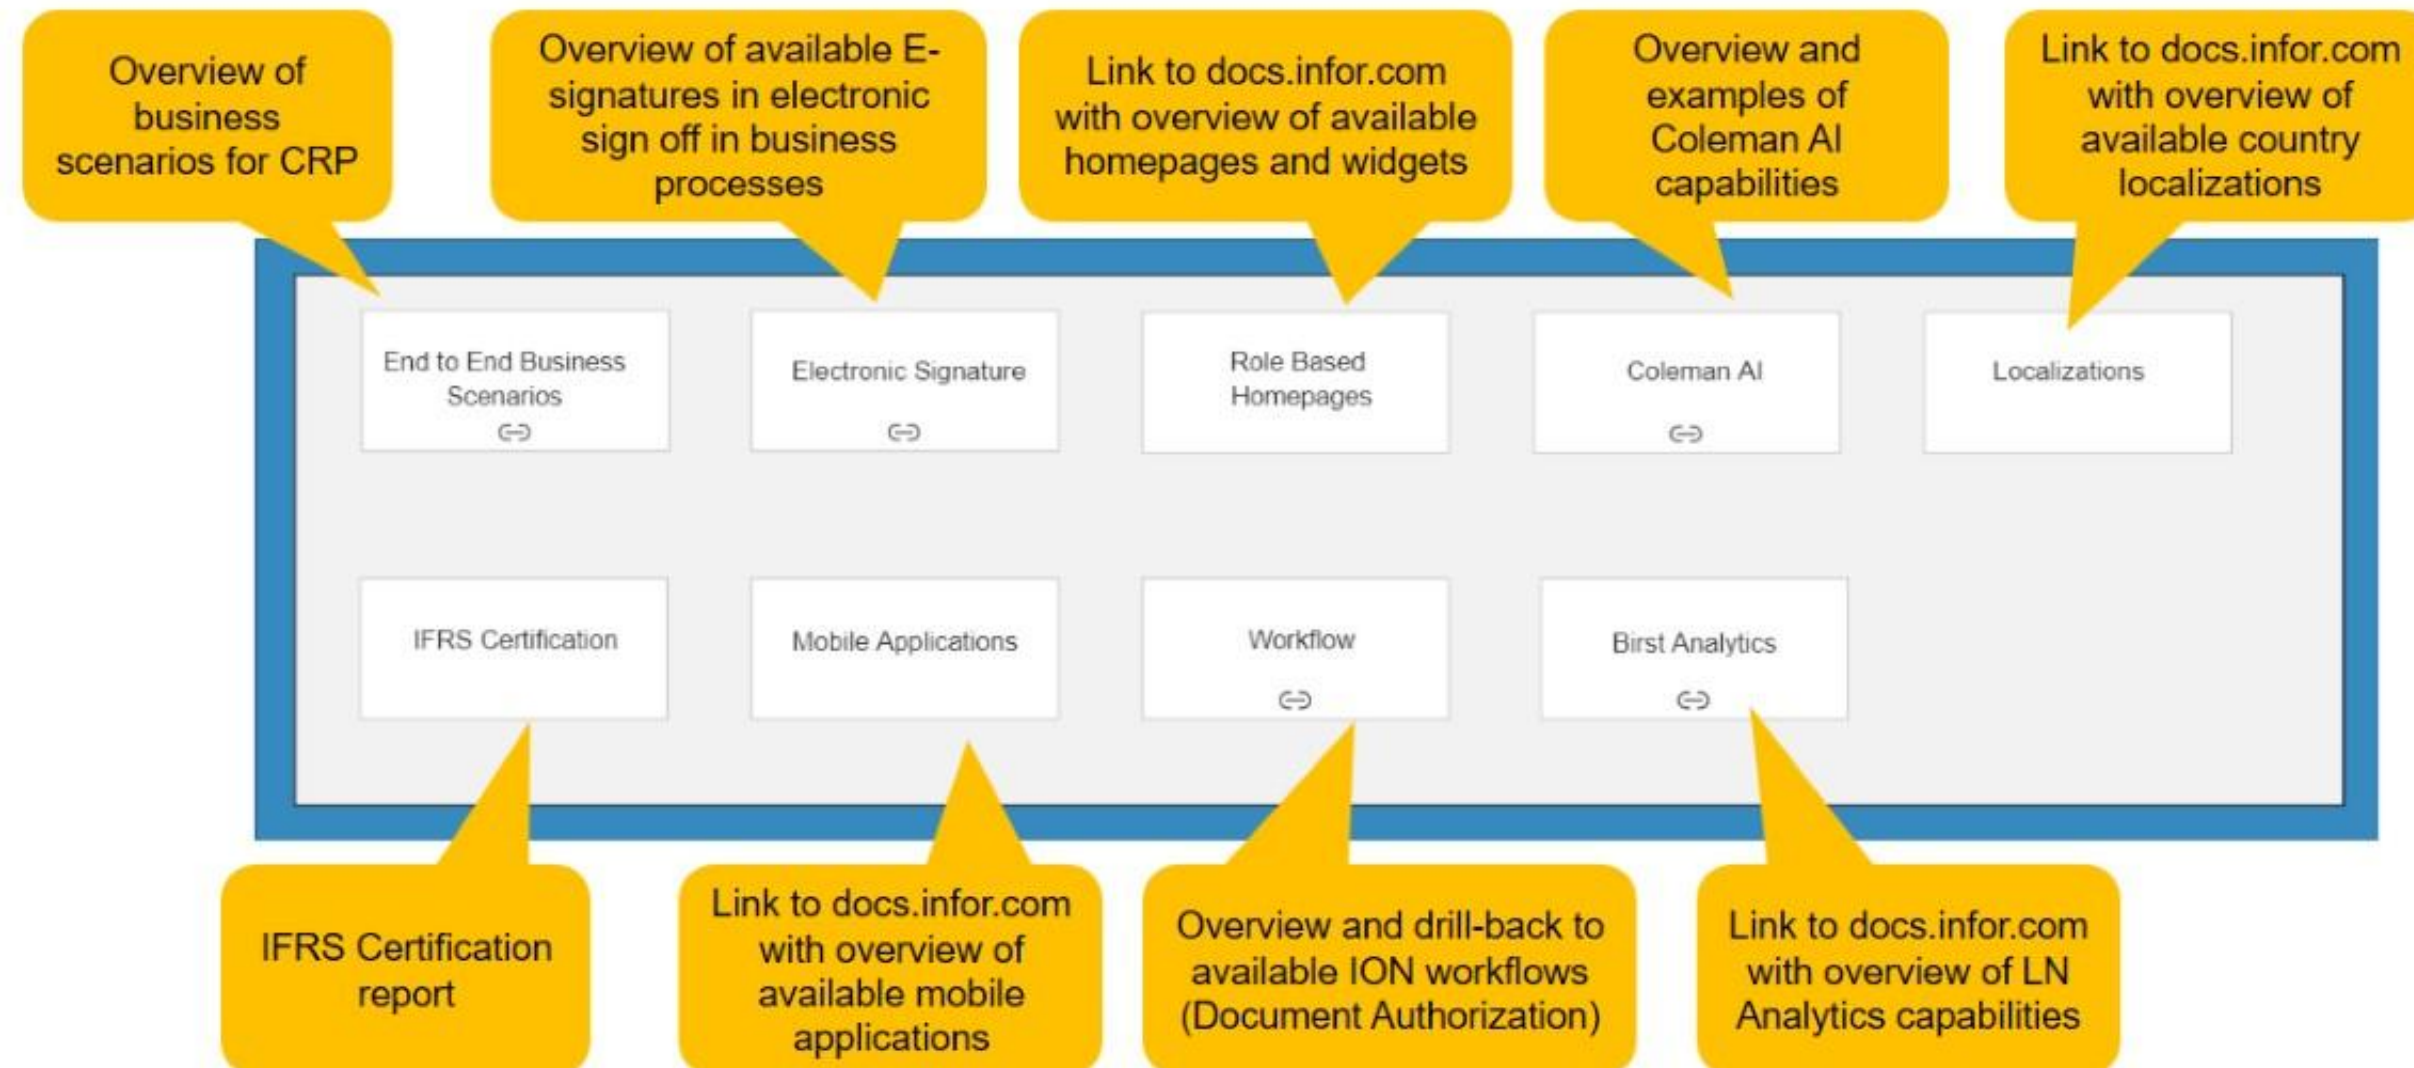 Overview of
business
scenarios for CRP
Overview of available E-
signatures in electronic
sign off in business
processes
Link to docs.infor.com
with overview of available
homepages and widgets
Overview and
examples of
Coleman AI
capabilities
Link to docs.infor.com
with overview of
available country
localizations
End to End Business
Scenarios
Electronic Signature
Role Based
Homepages
Coleman AI
Localizations
IFRS Certification
Mobile Applications
Workflow
Birst Analytics
IFRS Certification
report
Link to docs.infor.com
with overview of
available mobile
applications
Overview and drill-back to
available ION workflows
(Document Authorization)
Link to docs.infor.com
with overview of LN
Analytics capabilities